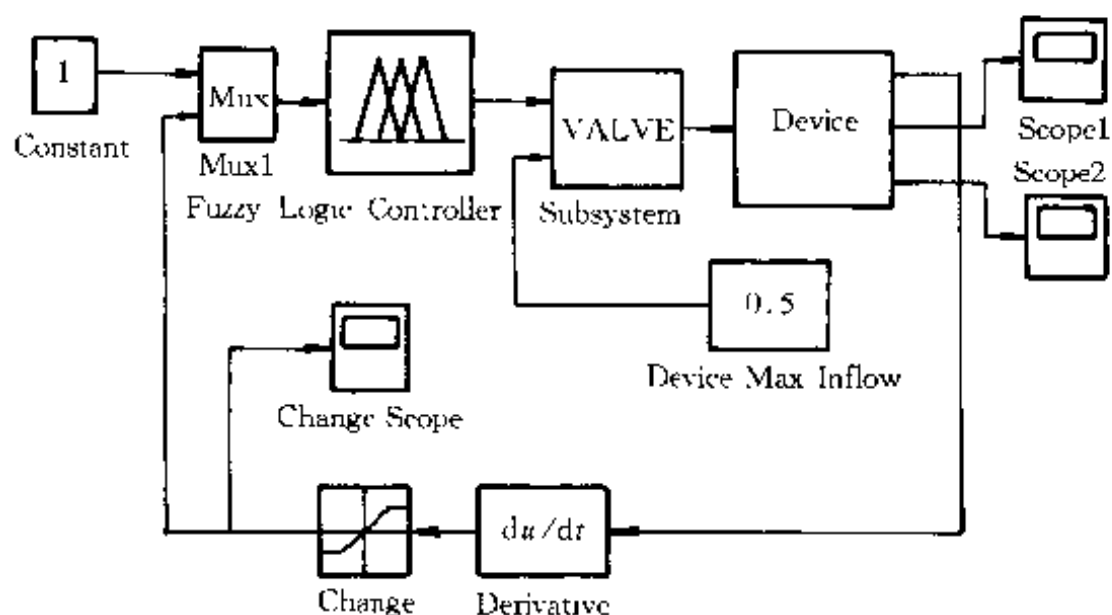 1
Constant
Mux
Mux1
Fuzzy Logic Controller
VALVE
Subsystem
Device
Scope1
Scope2
0.5
Device Max Inflow
Change Scope
Change
du/dt
Derivative